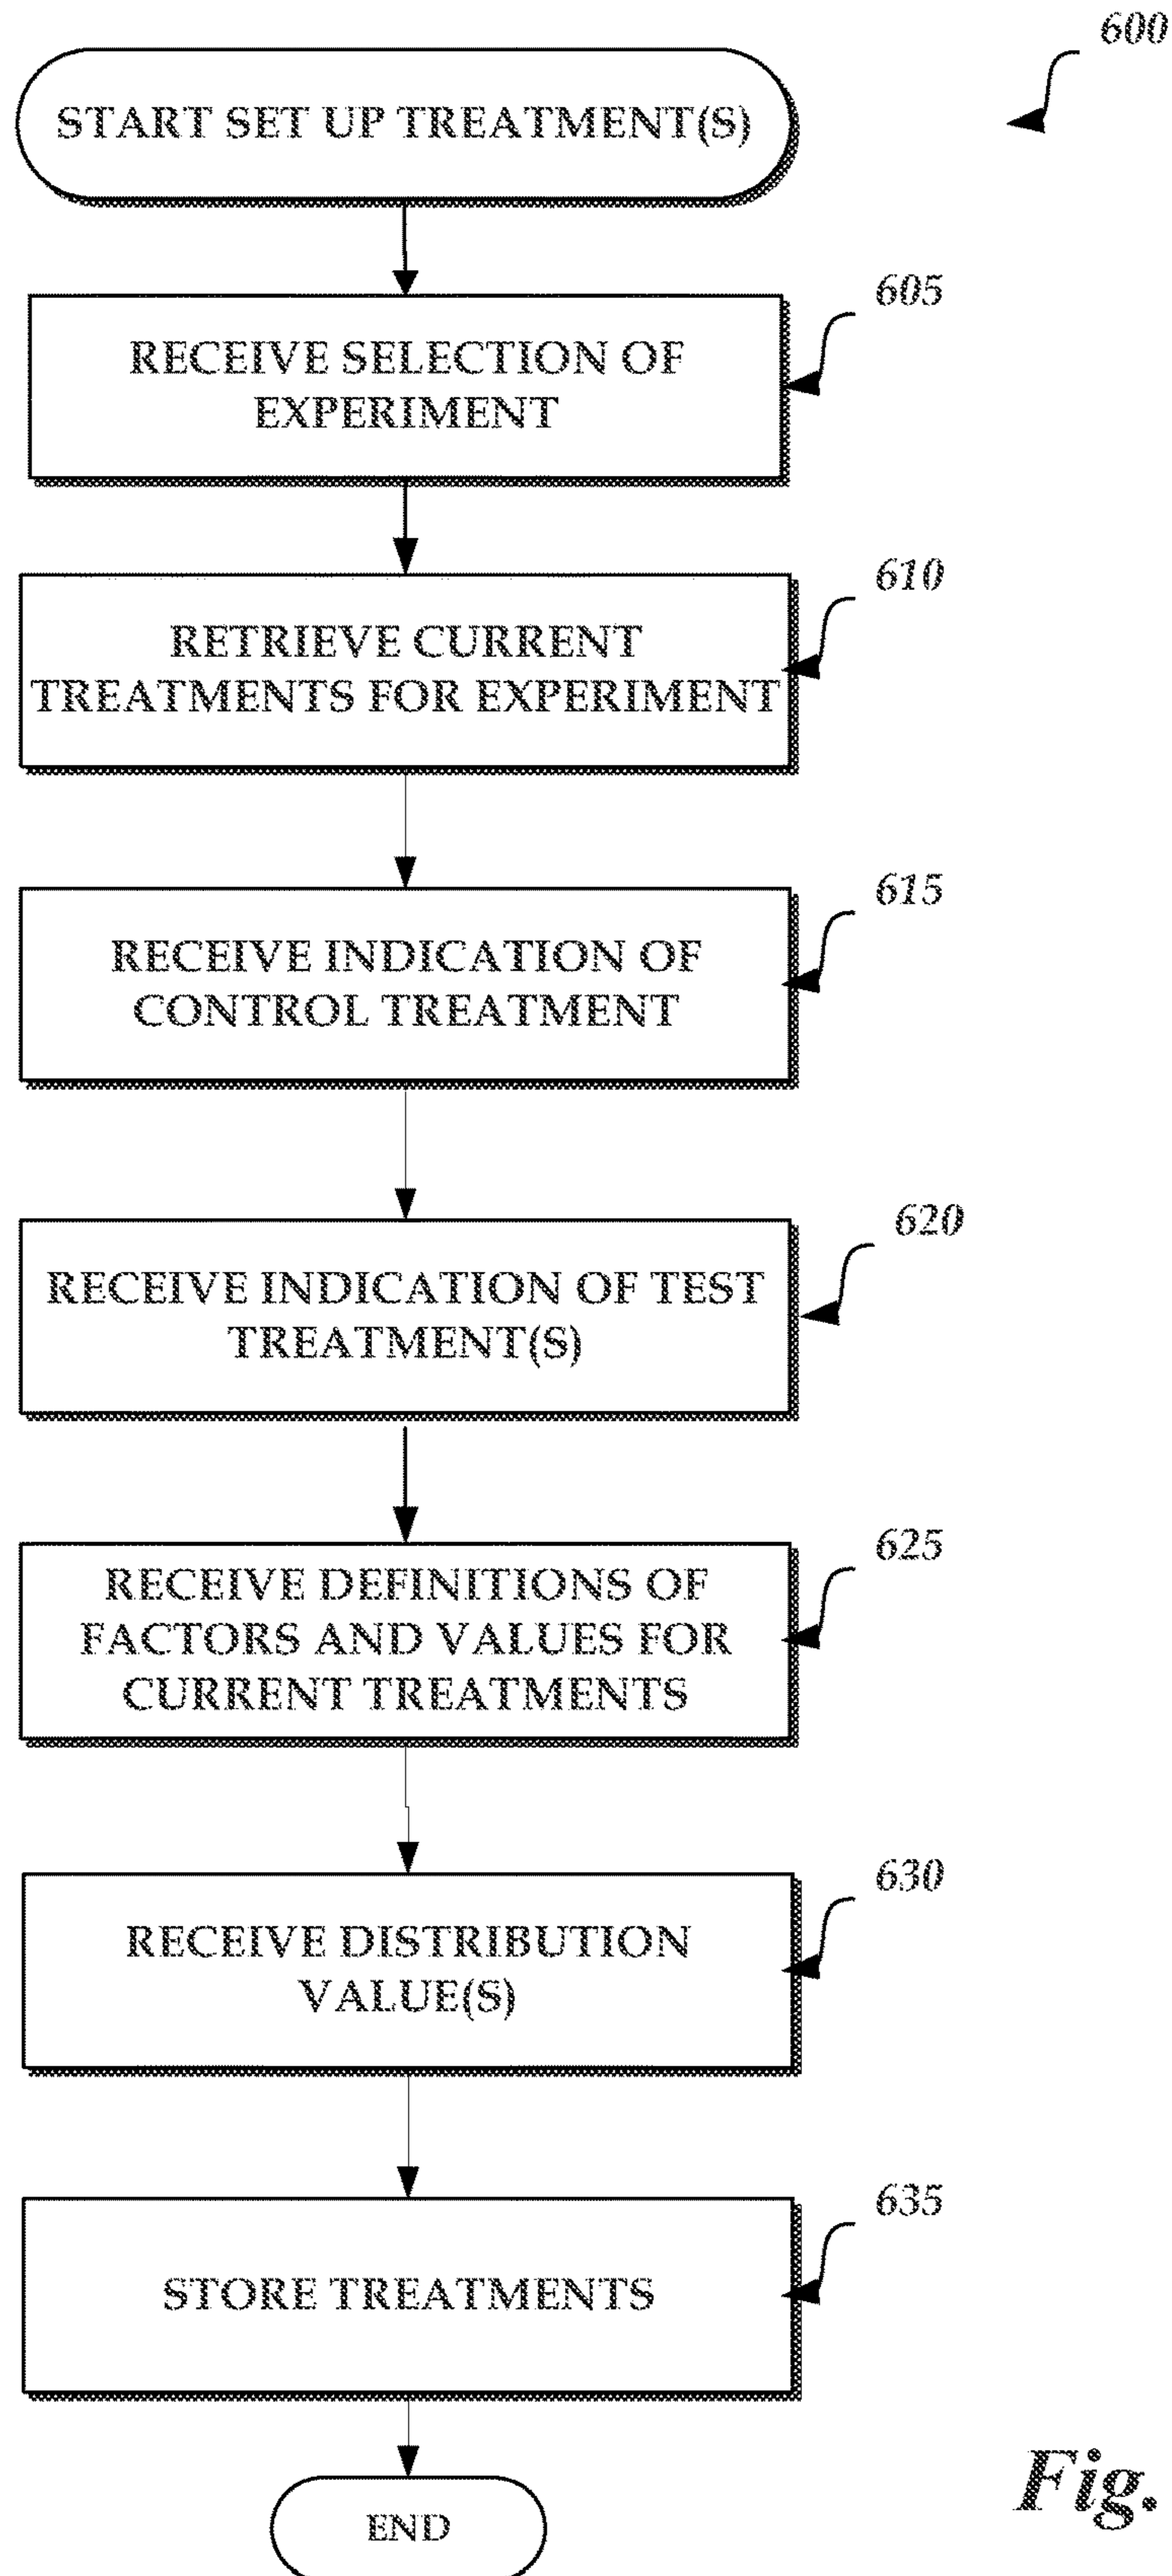 600
START SET UP TREATMENT(S)
605
RECEIVE SELECTION OF
EXPERIMENT
610
RETRIEVE CURRENT
TREATMENTS FOR EXPERIMENT
615
RECEIVE INDICATION OF
CONTROL TREATMENT
620
RECEIVE INDICATION OF TEST
TREATMENT(S)
625
RECEIVE DEFINITIONS OF
FACTORS AND VALUES FOR
CURRENT TREATMENTS
630
RECEIVE DISTRIBUTION
VALUE(S)
635
STORE TREATMENTS
Fig.
END